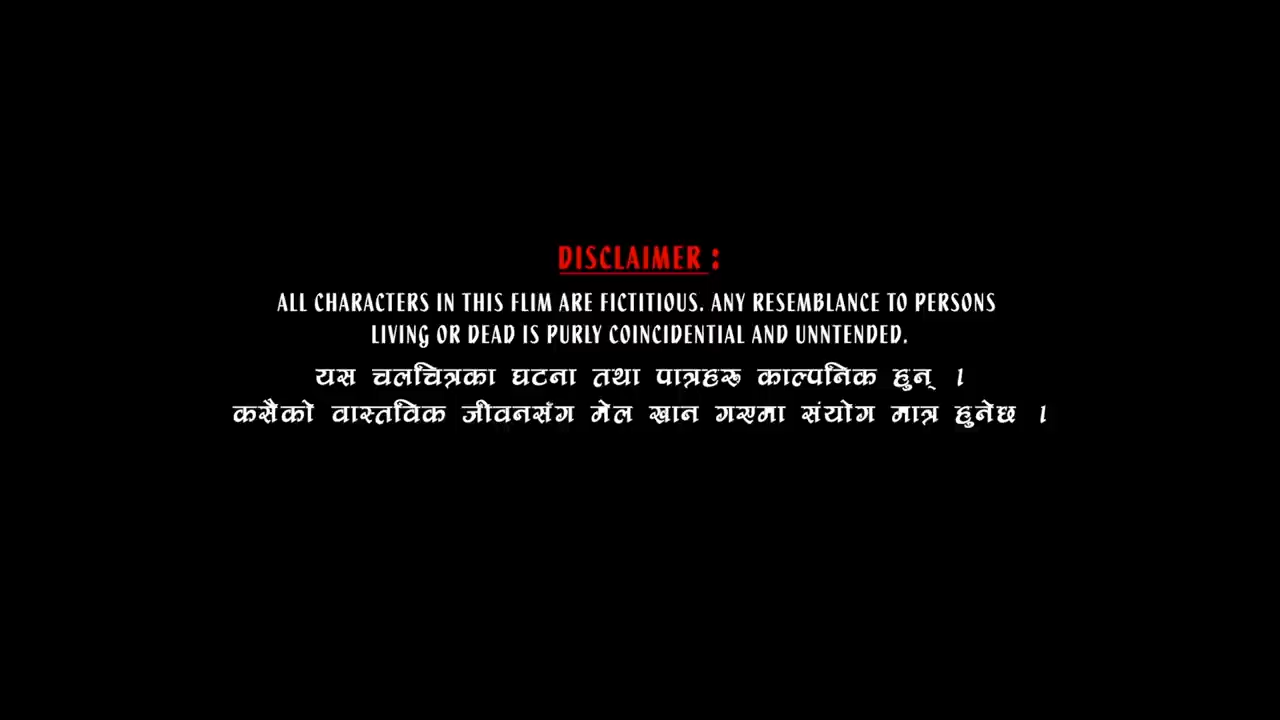 DISCLAIMER :
ALL CHARACTERS IN THIS FLIM ARE FICTITIOUS. ANY RESEMBLANCE TO PERSONS
LIVING OR DEAD IS PURLY COINCIDENTIAL AND UNNTENDED.
यस चलचित्रका घटना तथा पात्रहरू काल्पनिक हुन् ।
कसैको वास्तविक जीवनसँग मेल खान गएमा संयोग मात्र हुनेछ ।